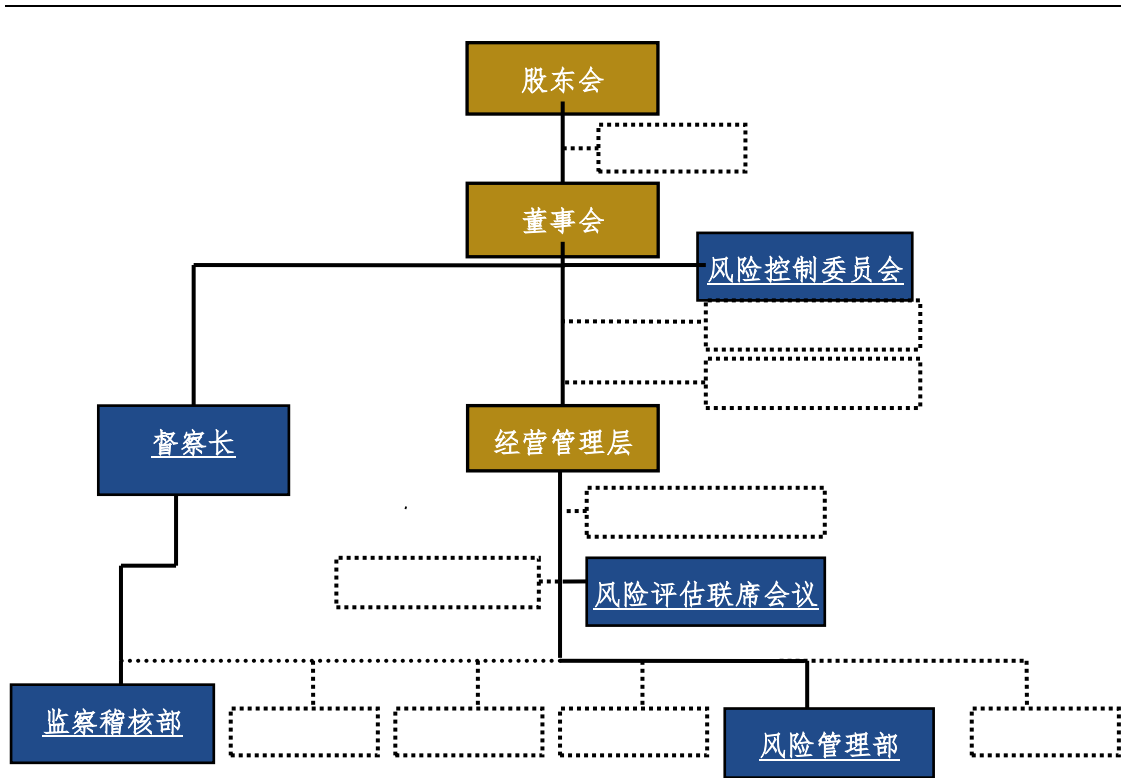 股东会
董事会
风险控制委员会
督察长
经营管理层
风险评估联席会议
监察稽核部
风险管理部